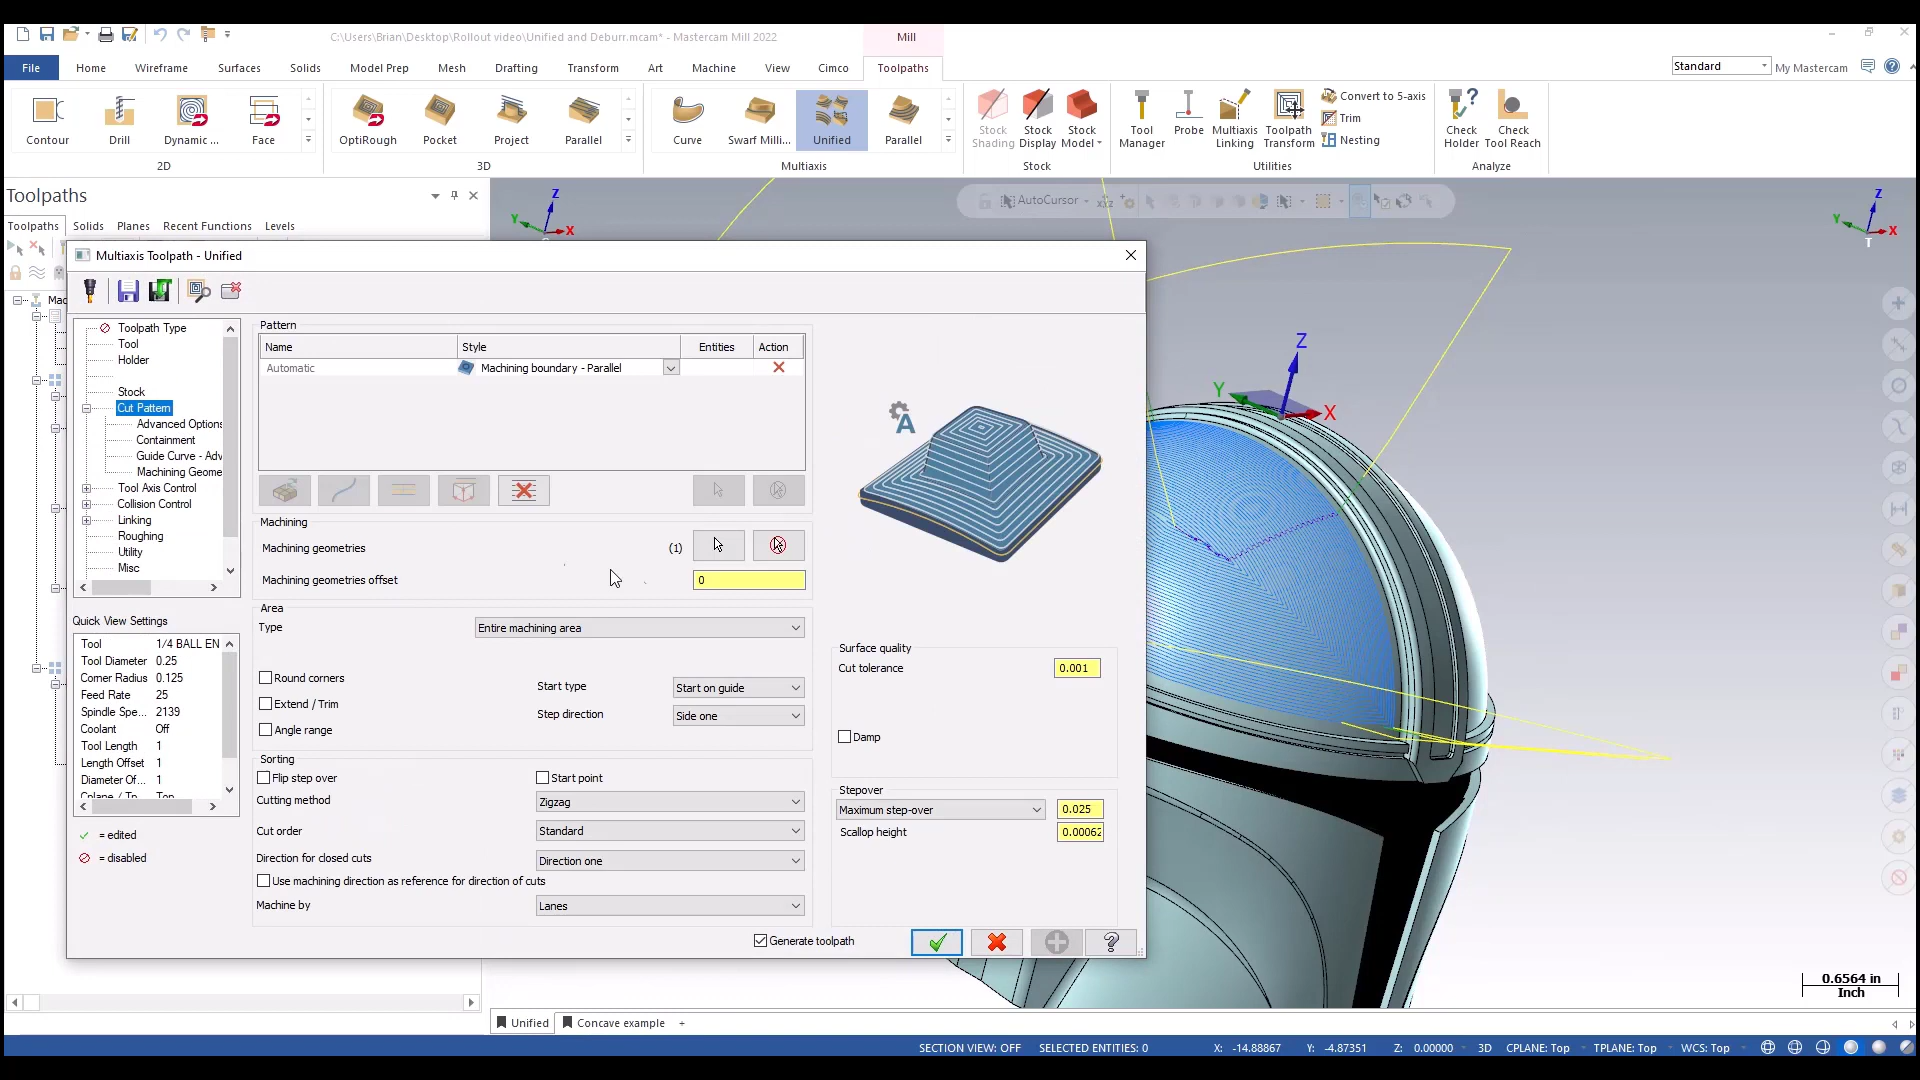 C:\Users\Brian\Desktop\Rollout video\Unified and Deburr.mcam* - Mastercam Mill 2022
Mill
File Home Wireframe Surfaces Solids Model Prep Mesh Drafting Transform Art Machine View Cimco Toolpaths
Standard My Mastercam
Contour Drill Dynamic ... Face
2D
OptiRough Pocket Project Parallel
3D
Curve Swarf Milli... Unified Parallel
Multiaxis
Stock Shading Stock Display Stock Model
Stock
Tool Manager Probe Multiaxis Linking Toolpath Transform
Convert to 5-axis
Trim
Nesting
Utilities
Check Holder Check Tool Reach
Analyze
Toolpaths
Toolpaths Solids Planes Recent Functions Levels
AutoCursor
Z
Y
X
Z
Y
X
T
Mac
Multiaxis Toolpath - Unified
Toolpath Type
Tool
Holder
Stock
Cut Pattern
Advanced Options
Containment
Guide Curve - Adv
Machining Geome
Tool Axis Control
Collision Control
Linking
Roughing
Utility
Misc
Quick View Settings
Tool 1/4 BALL EN
Tool Diameter 0.25
Corner Radius 0.125
Feed Rate 25
Spindle Spe... 2139
Coolant Off
Tool Length 1
Length Offset 1
Diameter Of... 1
Cplane / Tp Top
= edited
= disabled
Pattern
Name Style Entities Action
Automatic Machining boundary - Parallel
A
Machining
Machining geometries (1)
Machining geometries offset 0
Area
Type Entire machining area
Round corners
Extend / Trim
Angle range
Start type Start on guide
Step direction Side one
Sorting
Flip step over Start point
Cutting method Zigzag
Cut order Standard
Direction for closed cuts Direction one
Use machining direction as reference for direction of cuts
Machine by Lanes
Surface quality
Cut tolerance 0.001
Damp
Stepover
Maximum step-over 0.025
Scallop height 0.00062
Generate toolpath
Z
Y
X
0.6564 in
Inch
Unified Concave example +
SECTION VIEW: OFF SELECTED ENTITIES: 0 X: -14.88867 Y: -4.87351 Z: 0.00000 3D CPLANE: Top TPLANE: Top WCS: Top